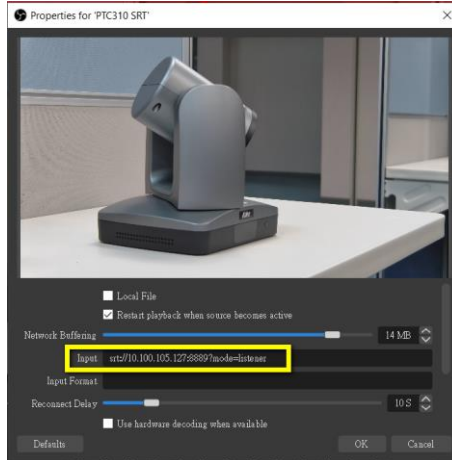 Properties for 'PTC310 SRT'
Local File
Restart playback when source becomes active
Network Buffering 14 MB
Input srt://10.100.105.127:8889?mode=listener
Input Format
Reconnect Delay 10 S
Use hardware decoding when available
Defaults OK Cancel